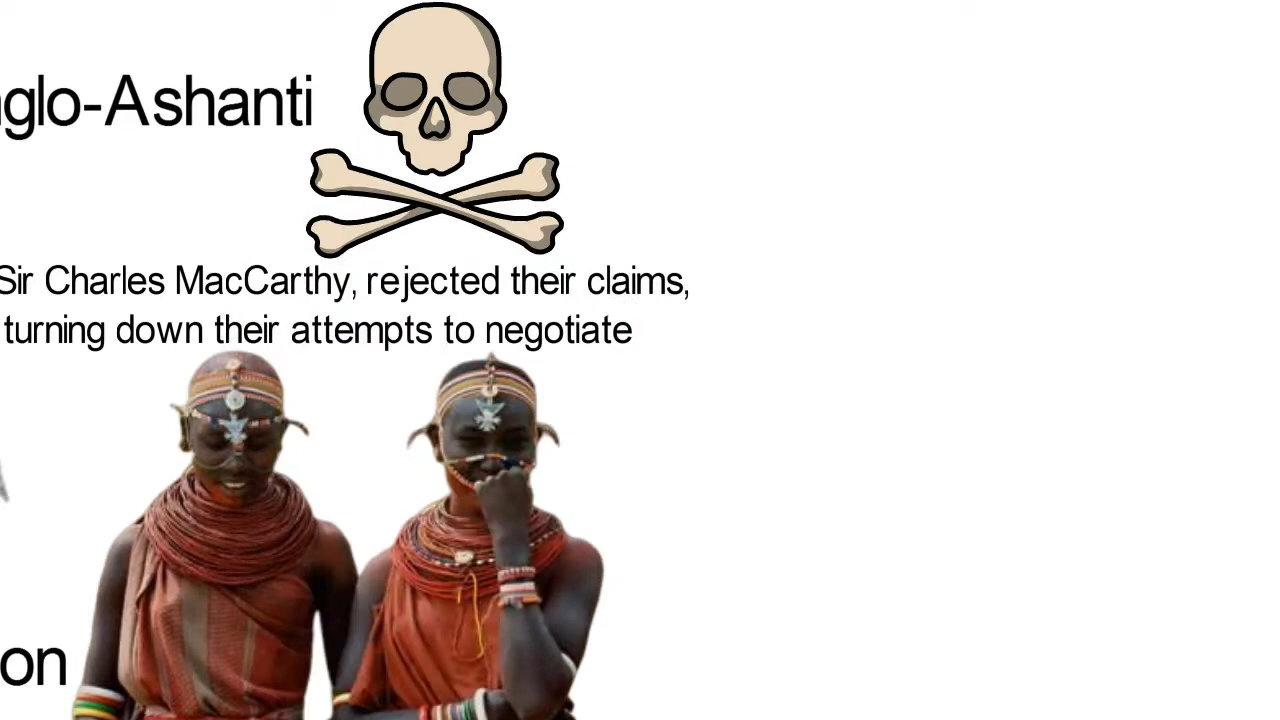 glo-Ashanti
Sir Charles MacCarthy, rejected their claims,
turning down their attempts to negotiate
on